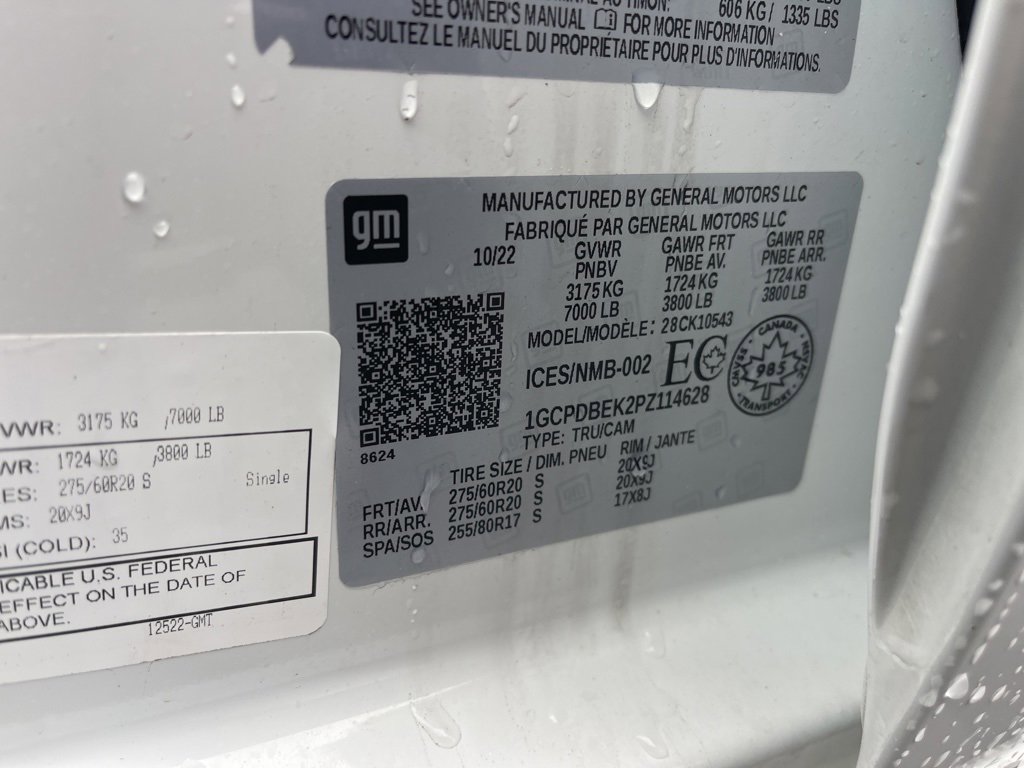 606 KG / 1335 LBS
SEE OWNER'S MANUAL FOR MORE INFORMATION
CONSULTEZ LE MANUEL DU PROPRIETAIRE POUR PLUS D'INFORMATIONS.
gm
MANUFACTURED BY GENERAL MOTORS LLC
FABRIQUÉ PAR GENERAL MOTORS LLC
10/22 GVWR GAWR FRT GAWR RR
PNBV PNBE AV. PNBE ARR.
3175 KG 1724 KG 1724 KG
7000 LB 3800 LB 3800 LB
MODEL/MODÈLE: 28CK10543
ICES/NMB-002 EC
CANADA
CMVSS 985 NSVAC
TRANSPORT
1GCPDBEK2PZ114628
TYPE: TRU/CAM
8624
TIRE SIZE / DIM. PNEU RIM / JANTE
FRT/AV. 275/60R20 S 20X9J
RR/ARR. 275/60R20 S 20X9J
SPA/SOS 255/80R17 S 17X8J
VWR: 3175 KG /7000 LB
WR: 1724 KG /3800 LB
ES: 275/60R20 S Single
MS: 20X9J
SI (COLD): 35
ICABLE U.S. FEDERAL
EFFECT ON THE DATE OF
ABOVE.
12522-GMT